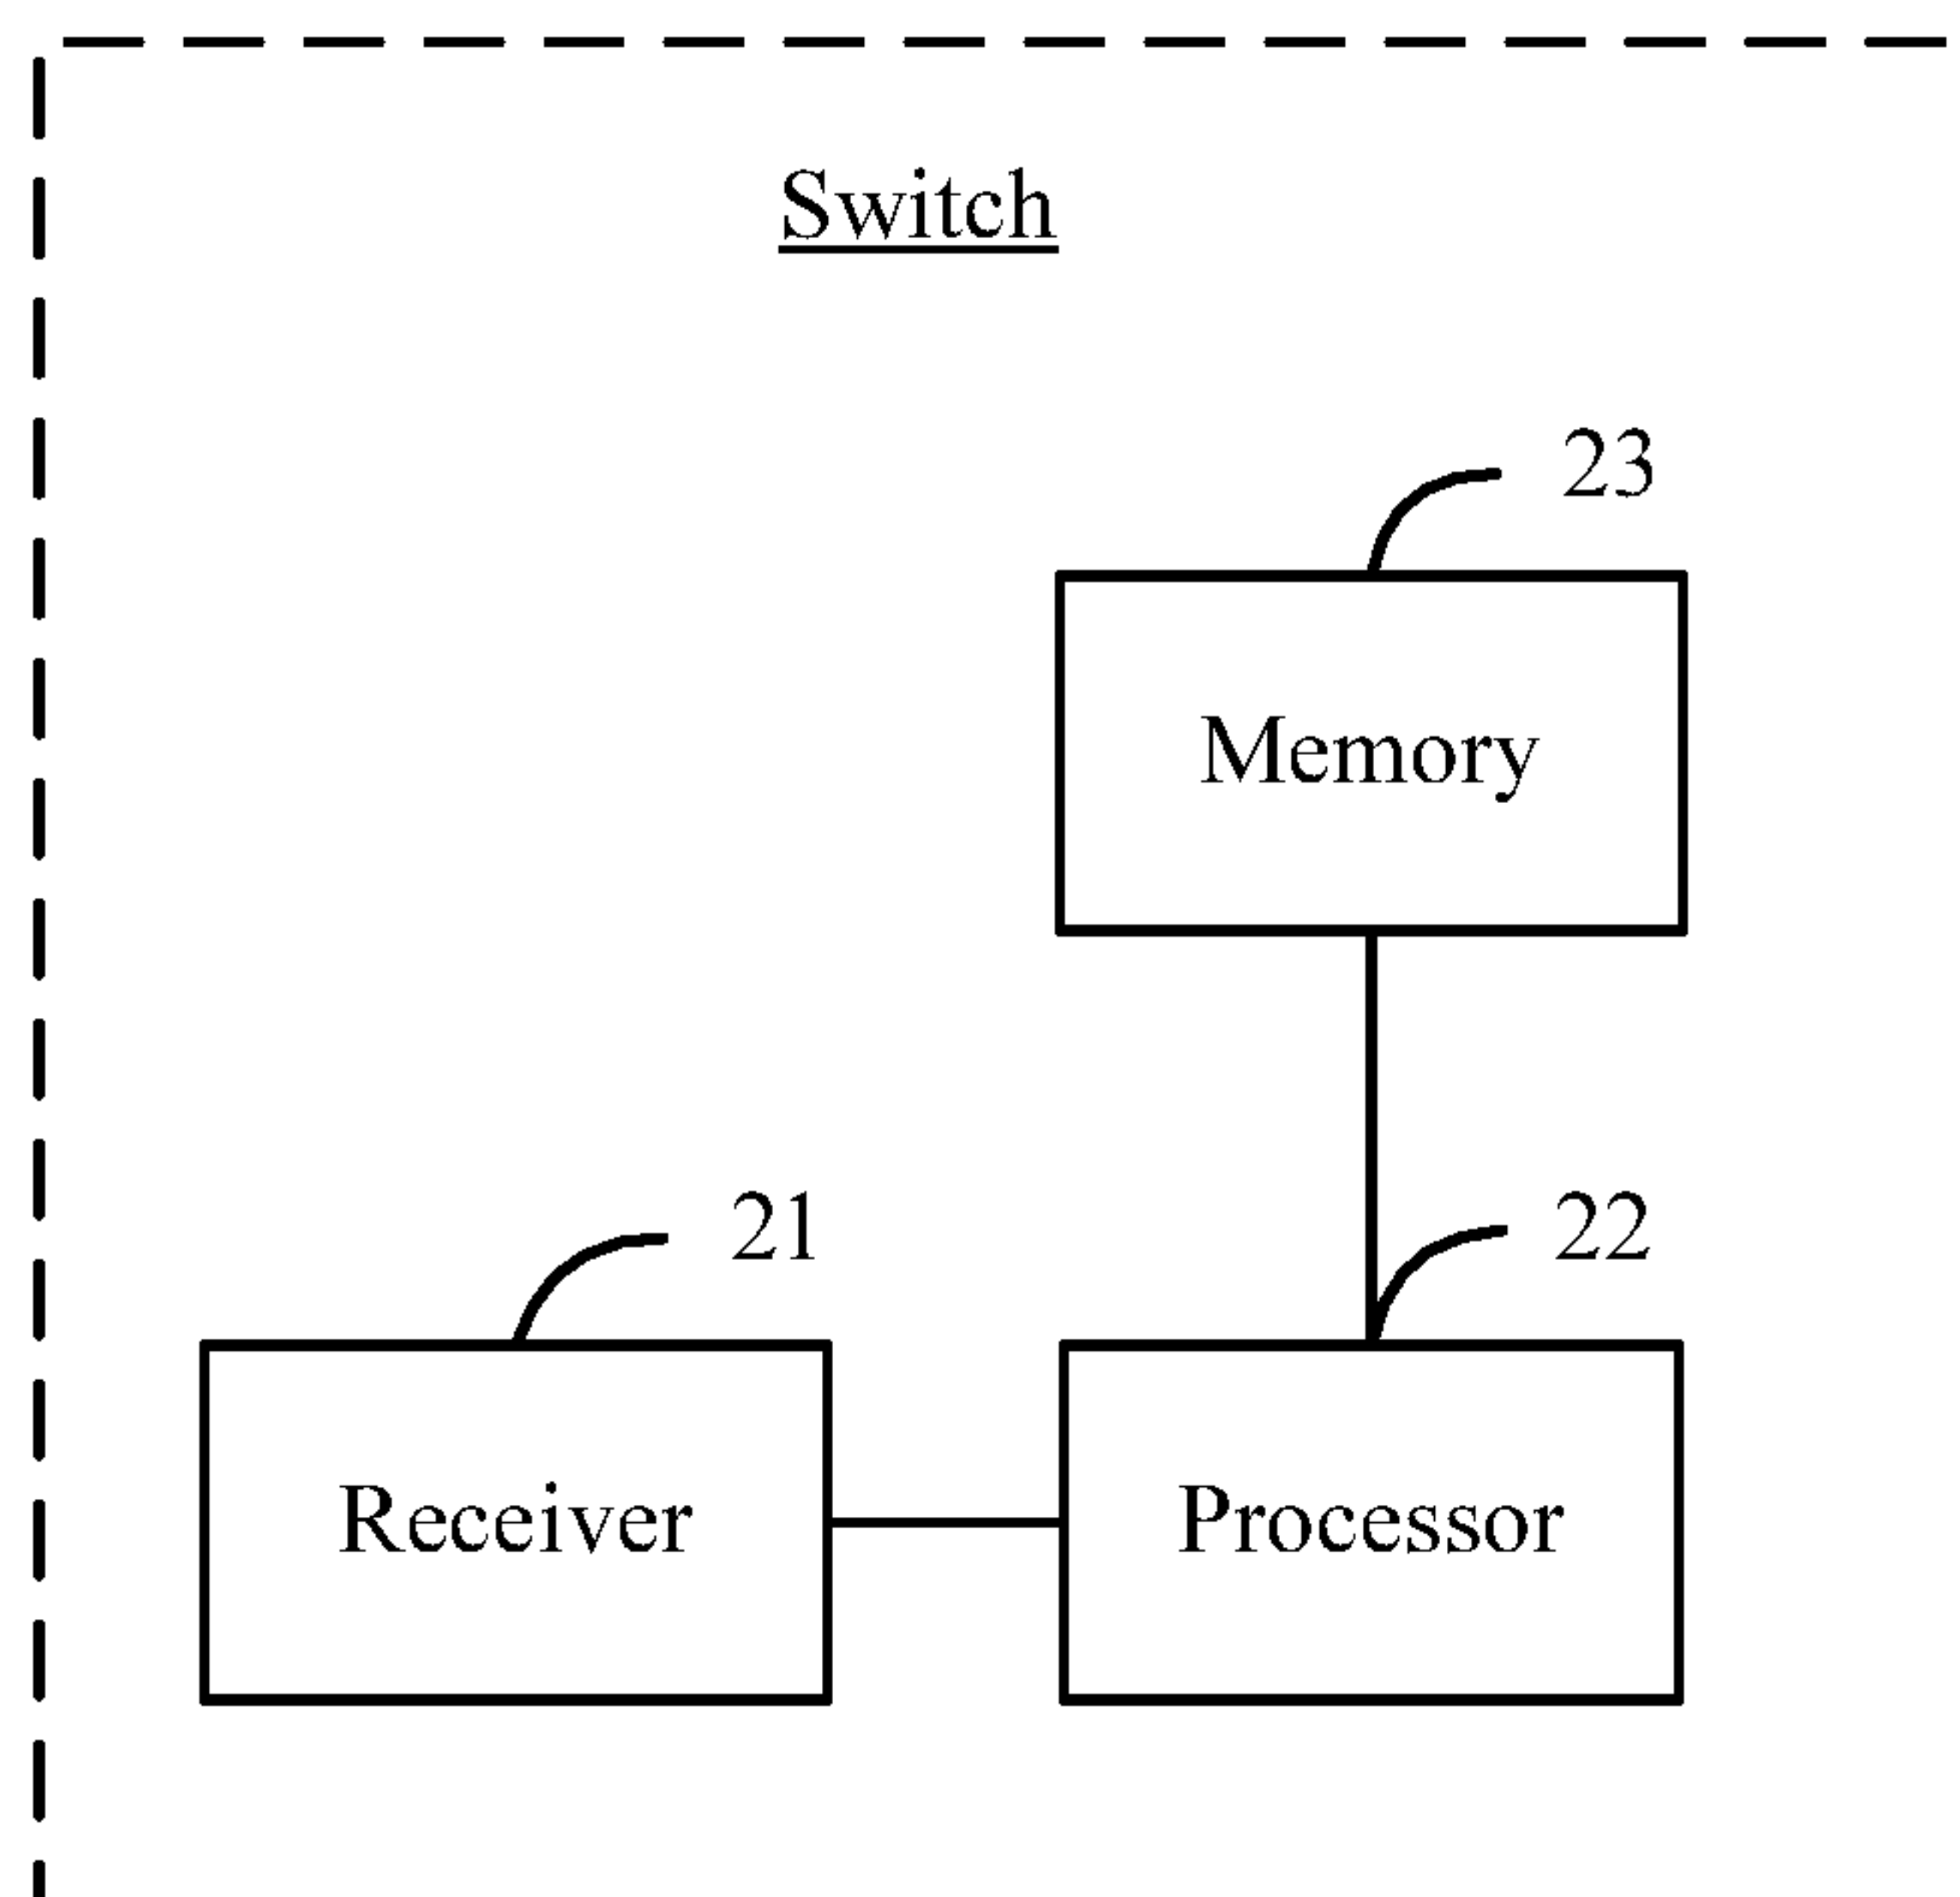 Switch
23
Memory
21
22
Receiver
Processor